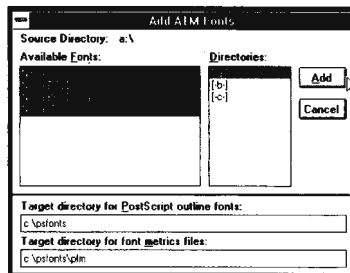 Add ATM Fonts
Source Directory: a:\
Available Fonts:
Directories:
[-b-]
[-c-]
Add
Cancel
Target directory for PostScript outline fonts:
c:\psfonts
Target directory for font metrics files:
c:\psfonts\pfm